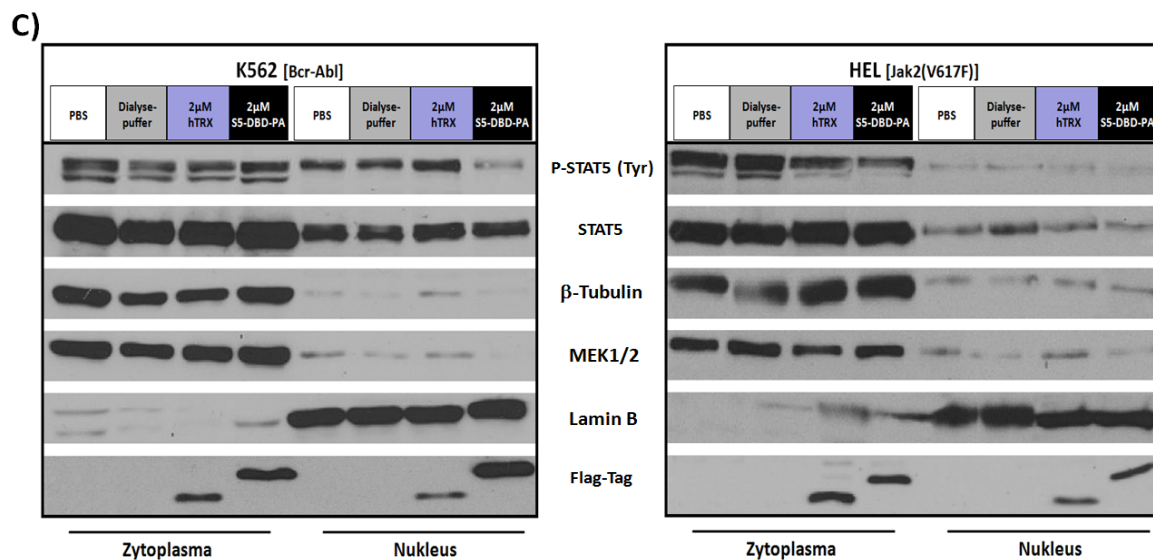 C)
K562 [Bcr-Abl]
PBS
Dialyse-
puffer
2µM
hTRX
2µM
S5-DBD-PA
PBS
Dialyse-
puffer
2µM
hTRX
2µM
S5-DBD-PA
HEL [Jak2(V617F)]
PBS
Dialyse-
puffer
2µM
hTRX
2µM
S5-DBD-PA
PBS
Dialyse-
puffer
2µM
hTRX
2µM
S5-DBD-PA
P-STAT5 (Tyr)
STAT5
β-Tubulin
MEK1/2
Lamin B
Flag-Tag
Zytoplasma
Nukleus
Zytoplasma
Nukleus